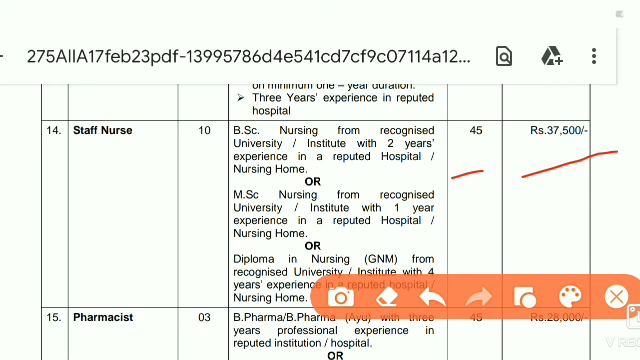 275AIIA17feb23pdf-13995786d4e541cd7cf9c07114a12...
on minimum one – year duration.
➢ Three Years' experience in reputed
hospital
14. Staff Nurse 10 B.Sc. Nursing from recognised 45 Rs.37,500/-
University / Institute with 2 years'
experience in a reputed Hospital /
Nursing Home.
OR
M.Sc Nursing from recognised
University / Institute with 1 year
experience in a reputed Hospital /
Nursing Home.
OR
Diploma in Nursing (GNM) from
recognised University / Institute with 4
years' experience in a reputed hospital /
Nursing Home.
15. Pharmacist 03 B.Pharma/B.Pharma (Ayu) with three 45 Rs.28,000/-
years professional experience in
reputed institution / hospital.
OR
V REC